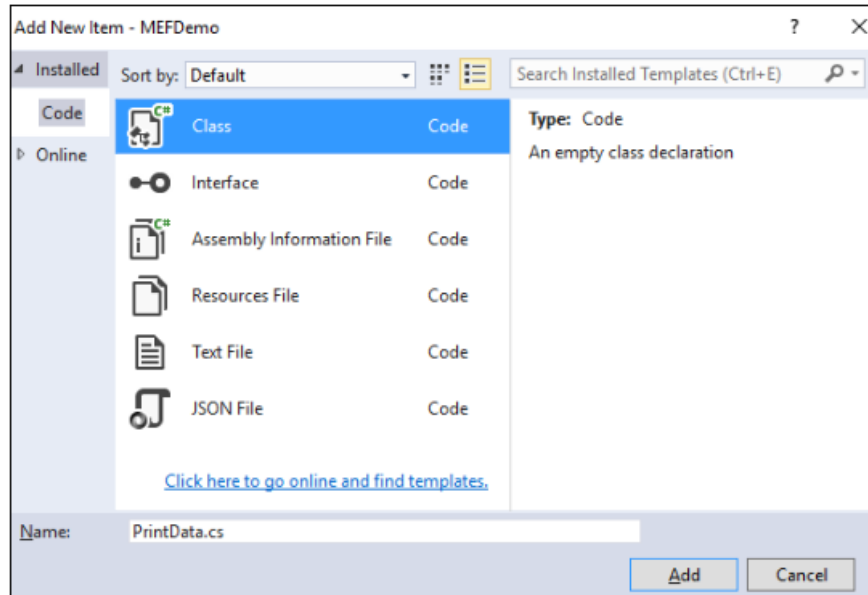 Add New Item - MEFDemo ? X
Installed
Sort by: Default
Search Installed Templates (Ctrl+E)
Code
Online
C#
Class Code
Interface Code
C#
Assembly Information File Code
Resources File Code
Text File Code
JSON File Code
Click here to go online and find templates.
Type: Code
An empty class declaration
Name: PrintData.cs
Add Cancel